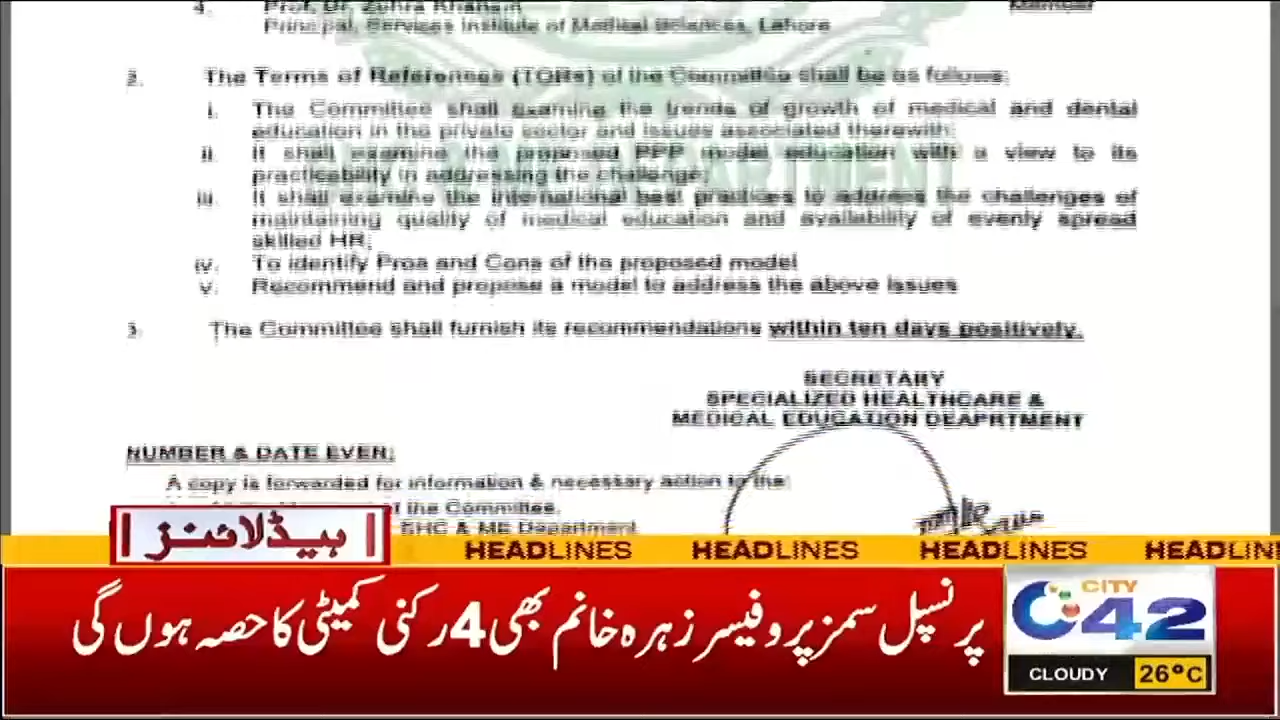 4. Prof. Dr. Zuhra Khanam Member
Principal, Services Institute of Medical Sciences, Lahore
2. The Terms of References (TORs) of the Committee shall be as follows:
i. The Committee shall examine the trends of growth of medical and dental
education in the private sector and issues associated therewith;
ii. It shall examine the proposed PPP model education with a view to its
practicability in addressing the challenge;
iii. It shall examine the international best practices to address the challenges of
maintaining quality of medical education and availability of evenly spread
skilled HR;
iv. To identify Pros and Cons of the proposed model
v. Recommend and propose a model to address the above issues
3. The Committee shall furnish its recommendations within ten days positively.
SECRETARY
SPECIALIZED HEALTHCARE &
MEDICAL EDUCATION DEAPRTMENT
NUMBER & DATE EVEN:
A copy is forwarded for information & necessary action to the:
of the Committee.
SHC & ME Department
ہیڈلائنز
HEADLINES HEADLINES HEADLINES HEADLIN
پرنسپل سمز پروفیسر زہرہ خانم بھی 4 رکنی کمیٹی کا حصہ ہوں گی
CITY
42
CLOUDY 26°C